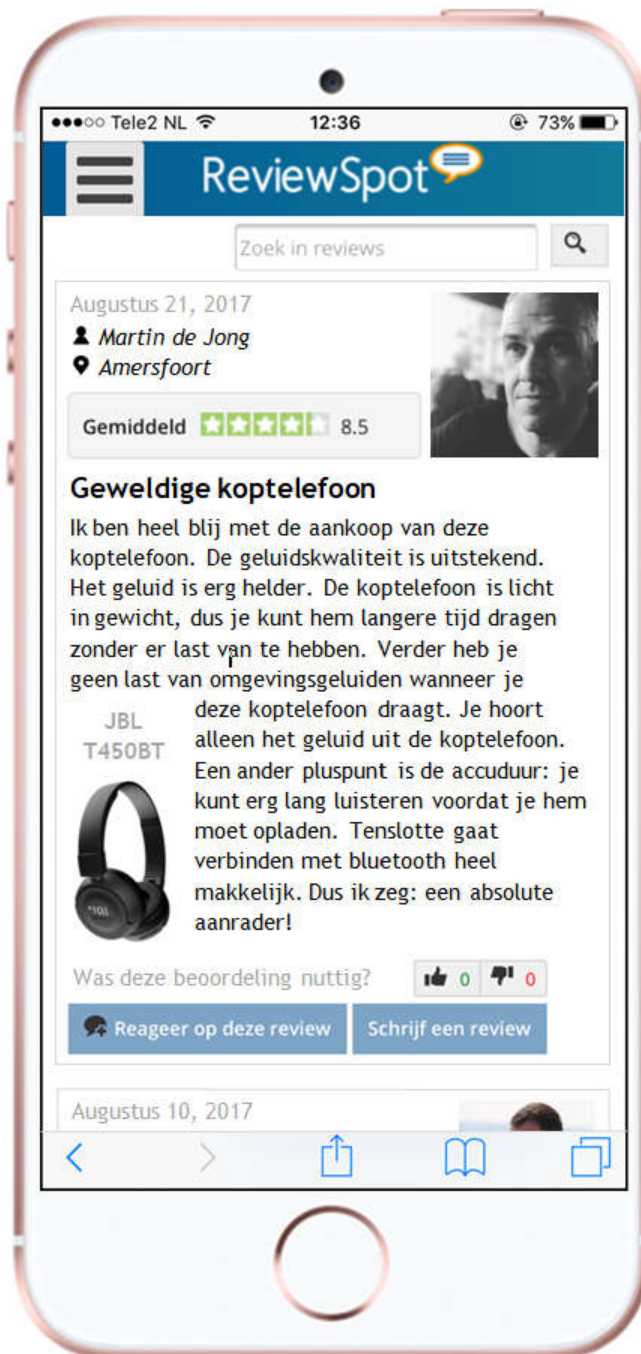 Tele2 NL 12:36 73%
ReviewSpot
Zoek in reviews
Augustus 21, 2017
Martin de Jong
Amersfoort
Gemiddeld 8.5
Geweldige koptelefoon
Ik ben heel blij met de aankoop van deze
koptelefoon. De geluidskwaliteit is uitstekend.
Het geluid is erg helder. De koptelefoon is licht
in gewicht, dus je kunt hem langere tijd dragen
zonder er last van te hebben. Verder heb je
geen last van omgevingsgeluiden wanneer je
deze koptelefoon draagt. Je hoort
alleen het geluid uit de koptelefoon.
Een ander pluspunt is de accuduur: je
kunt erg lang luisteren voordat je hem
moet opladen. Tenslotte gaat
verbinden met bluetooth heel
makkelijk. Dus ik zeg: een absolute
aanrader!
JBL
T450BT
JBL
Was deze beoordeling nuttig? 0 0
Reageer op deze review Schrijf een review
Augustus 10, 2017